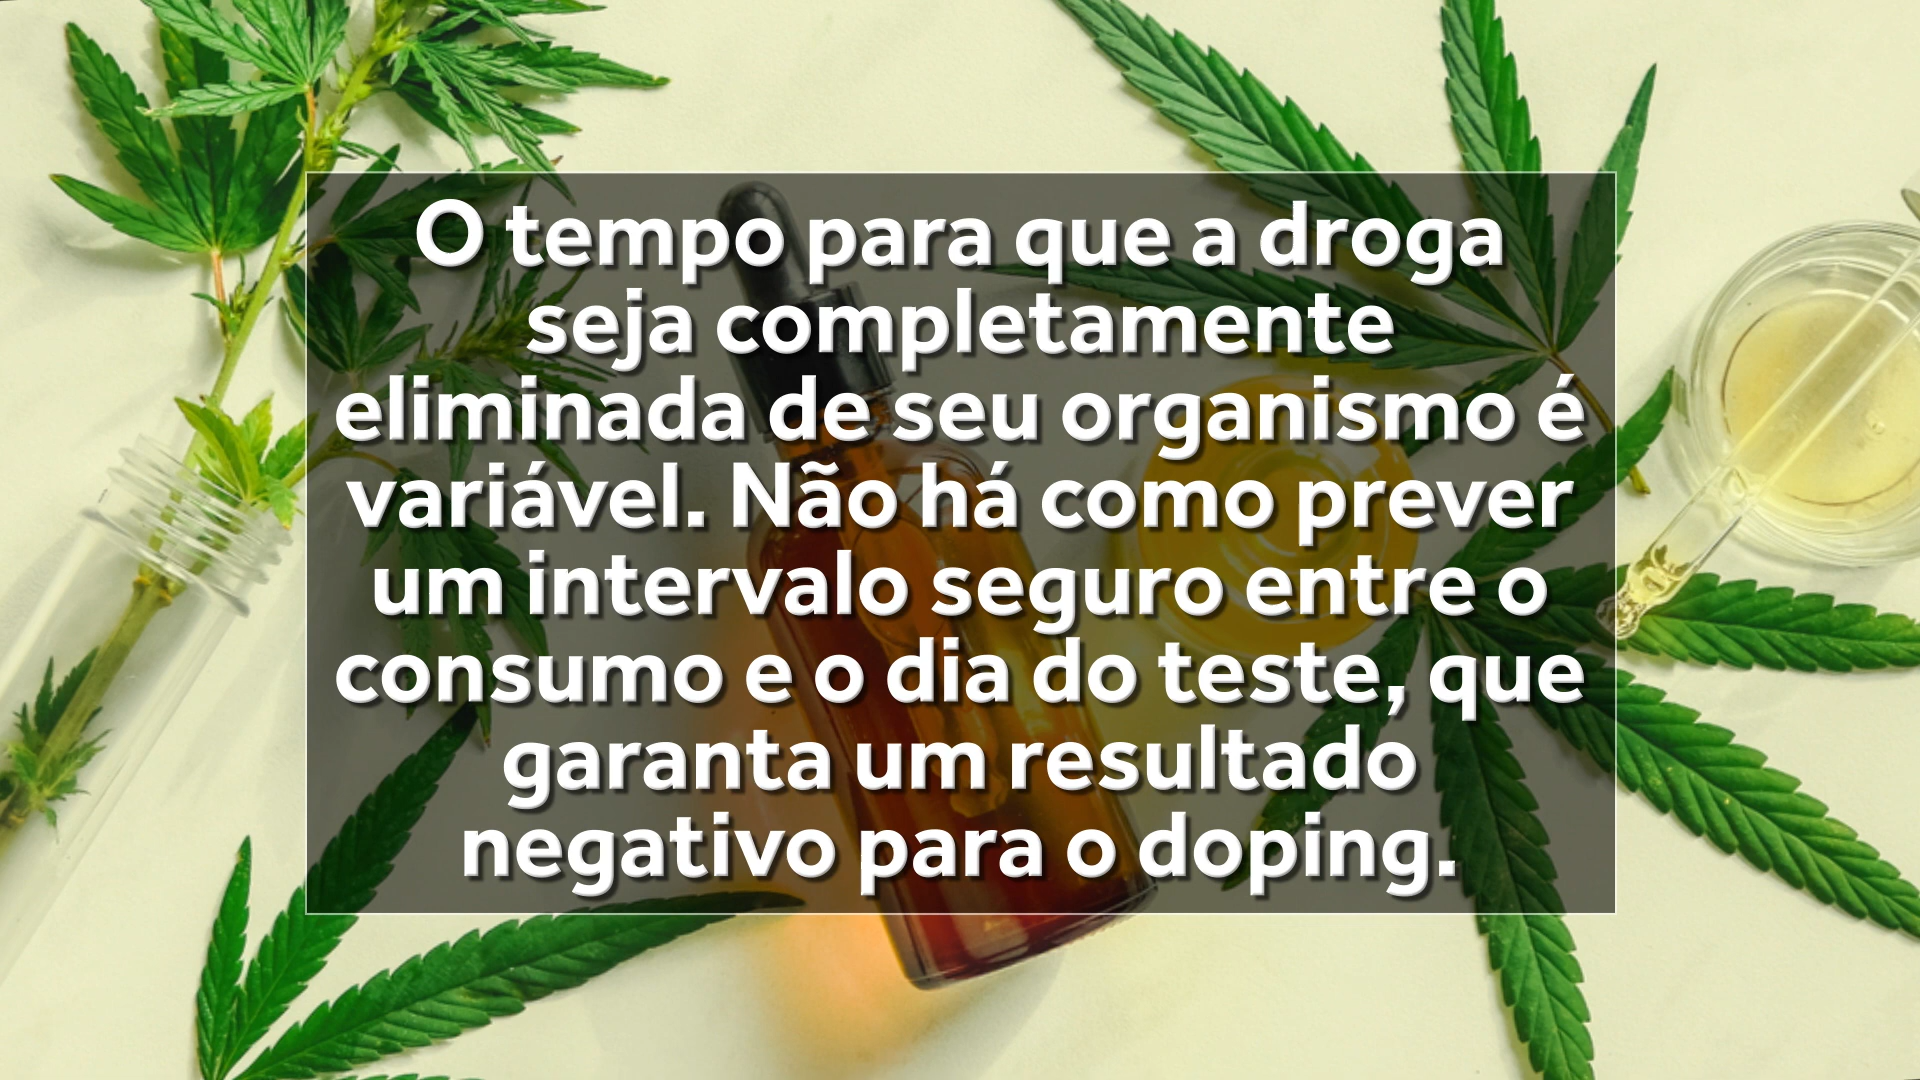 O tempo para que a droga
seja completamente
eliminada de seu organismo é
variável. Não há como prever
um intervalo seguro entre o
consumo e o dia do teste, que
garanta um resultado
negativo para o doping.